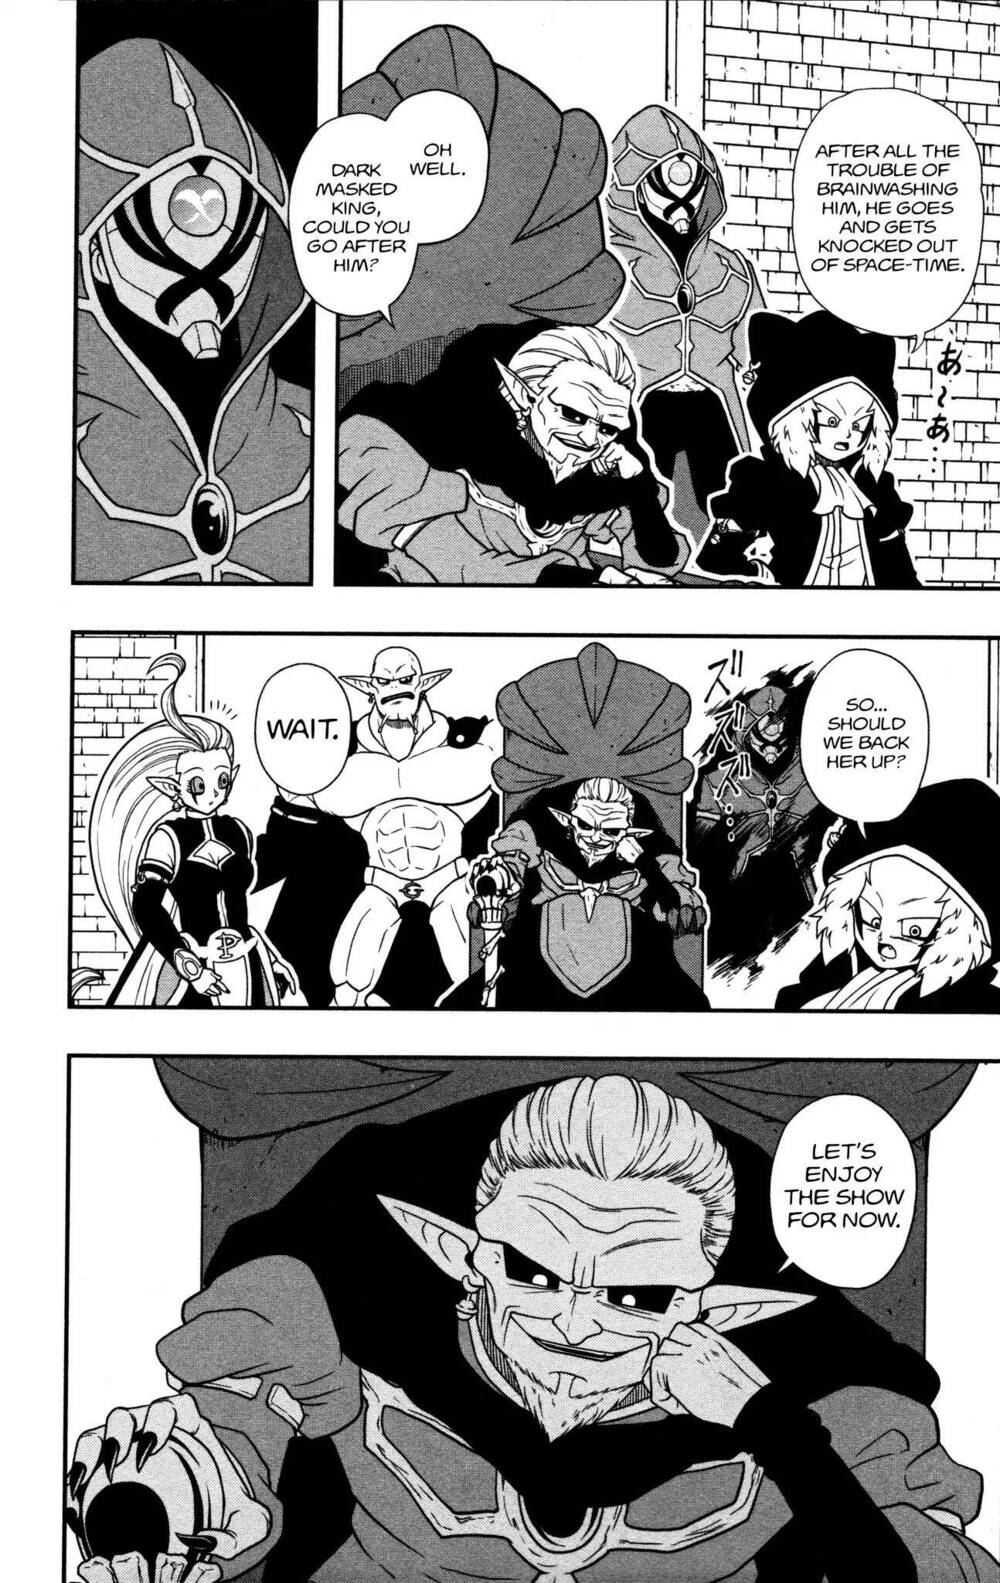 AFTER ALL THE
TROUBLE OF
BRAINWASHING
HIM, HE GOES
AND GETS
KNOCKED OUT
OF SPACE-TIME.
あ～あ…
OH
WELL.
DARK
MASKED
KING,
COULD YOU
GO AFTER
HIM?
SO...
SHOULD
WE BACK
HER UP?
ズズズ…
WAIT.
G
P
LET'S
ENJOY
THE SHOW
FOR NOW.